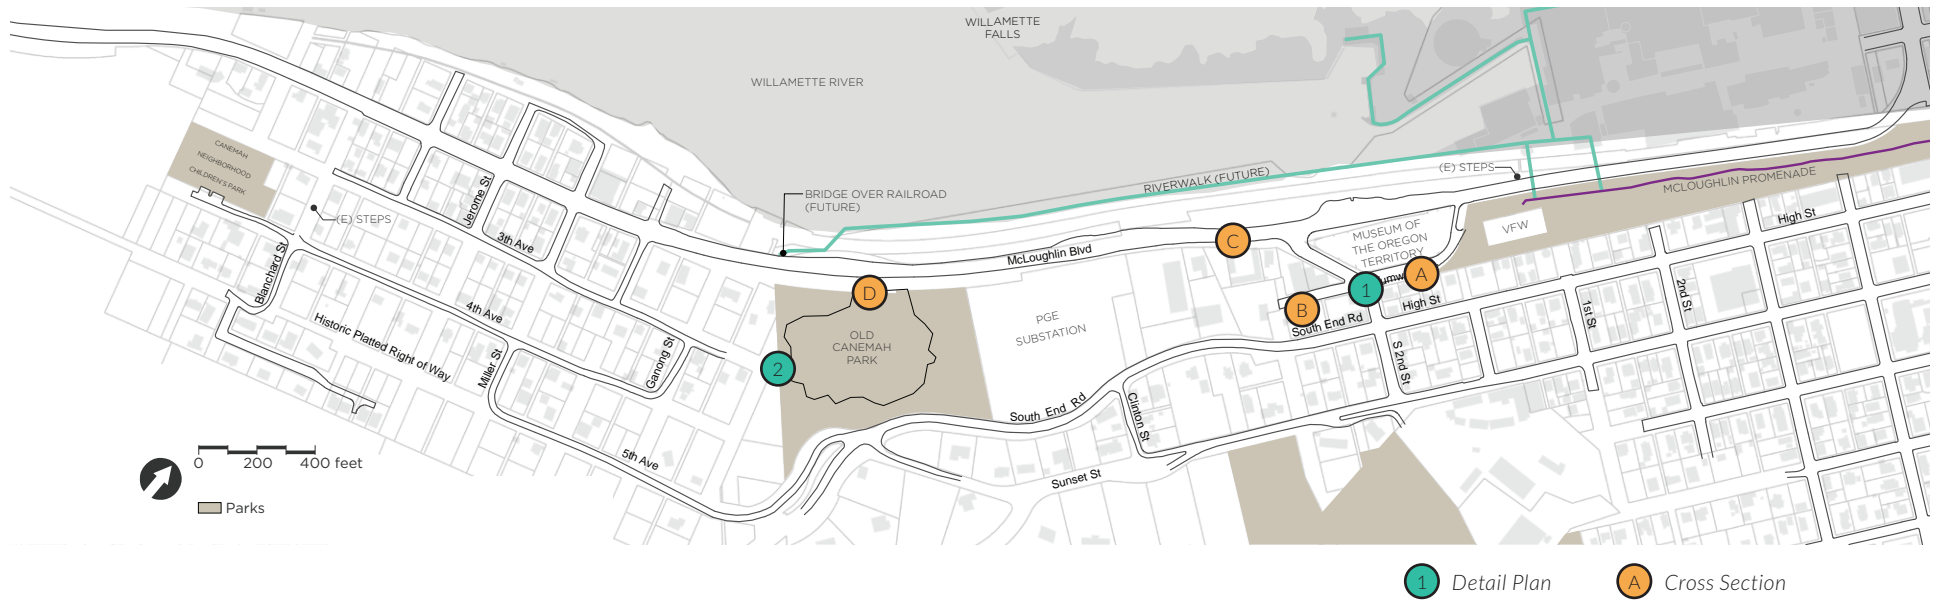 WILLAMETTE
FALLS
WILLAMETTE RIVER
CANEMAH
NEIGHBORHOOD
CHILDREN'S PARK
(E) STEPS
Jerome St
3th Ave
BRIDGE OVER RAILROAD
(FUTURE)
RIVERWALK (FUTURE)
(E) STEPS
MCLOUGHLIN PROMENADE
VFW
High St
MUSEUM OF
THE OREGON
TERRITORY
McLoughlin Blvd
C
A
1
B
D
2
High St
South End Rd
1st St
2nd St
S 2nd St
Blanchard St
4th Ave
Historic Platted Right of Way
Miller St
Ganong St
OLD
CANEMAH
PARK
PGE
SUBSTATION
South End Rd
Clinton St
Sunset St
5th Ave
0 200 400 feet
Parks
1 Detail Plan
A Cross Section